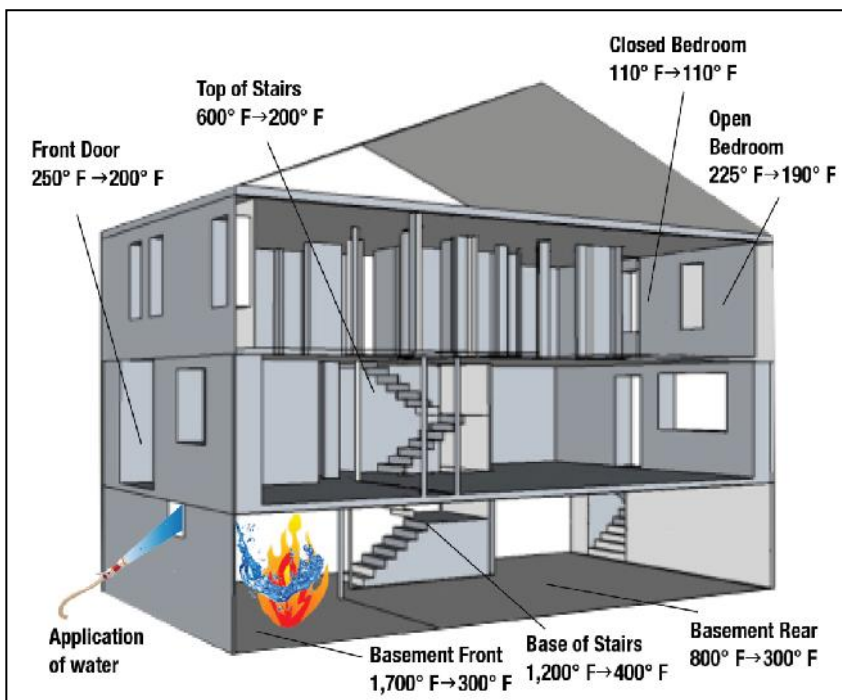 Closed Bedroom
110° F→110° F
Top of Stairs
600° F→200° F
Open
Bedroom
225° F→190° F
Front Door
250° F →200° F
Application
of water
Basement Front
1,700° F→300° F
Base of Stairs
1,200° F→400° F
Basement Rear
800° F→300° F